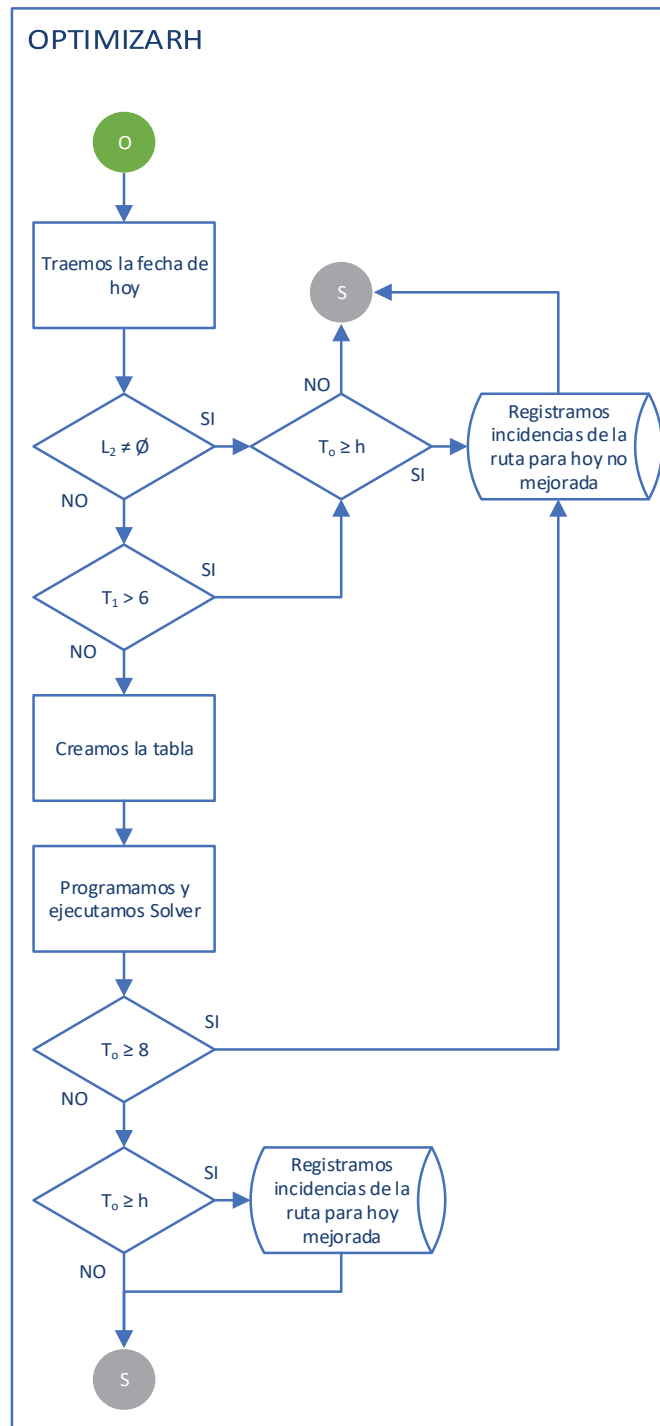 OPTIMIZARH
O
Traemos la fecha de
hoy
S
L₂ ≠ Ø
SI
NO
Tₒ ≥ h
NO
SI
Registramos
incidencias de la
ruta para hoy no
mejorada
T₁ > 6
SI
NO
Creamos la tabla
Programamos y
ejecutamos Solver
Tₒ ≥ 8
SI
NO
Tₒ ≥ h
SI
NO
Registramos
incidencias de la
ruta para hoy
mejorada
S